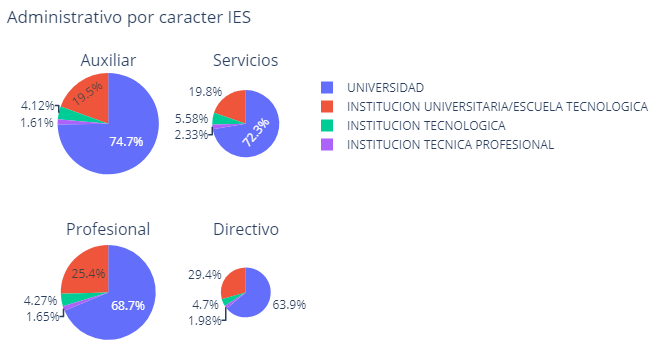 Administrativo por caracter IES
Auxiliar
Servicios
19.5%
4.12%
1.61%
74.7%
19.8%
5.58%
2.33%
72.3%
UNIVERSIDAD
INSTITUCION UNIVERSITARIA/ESCUELA TECNOLOGICA
INSTITUCION TECNOLOGICA
INSTITUCION TECNICA PROFESIONAL
Profesional
Directivo
25.4%
4.27%
1.65%
68.7%
29.4%
4.7%
1.98%
63.9%